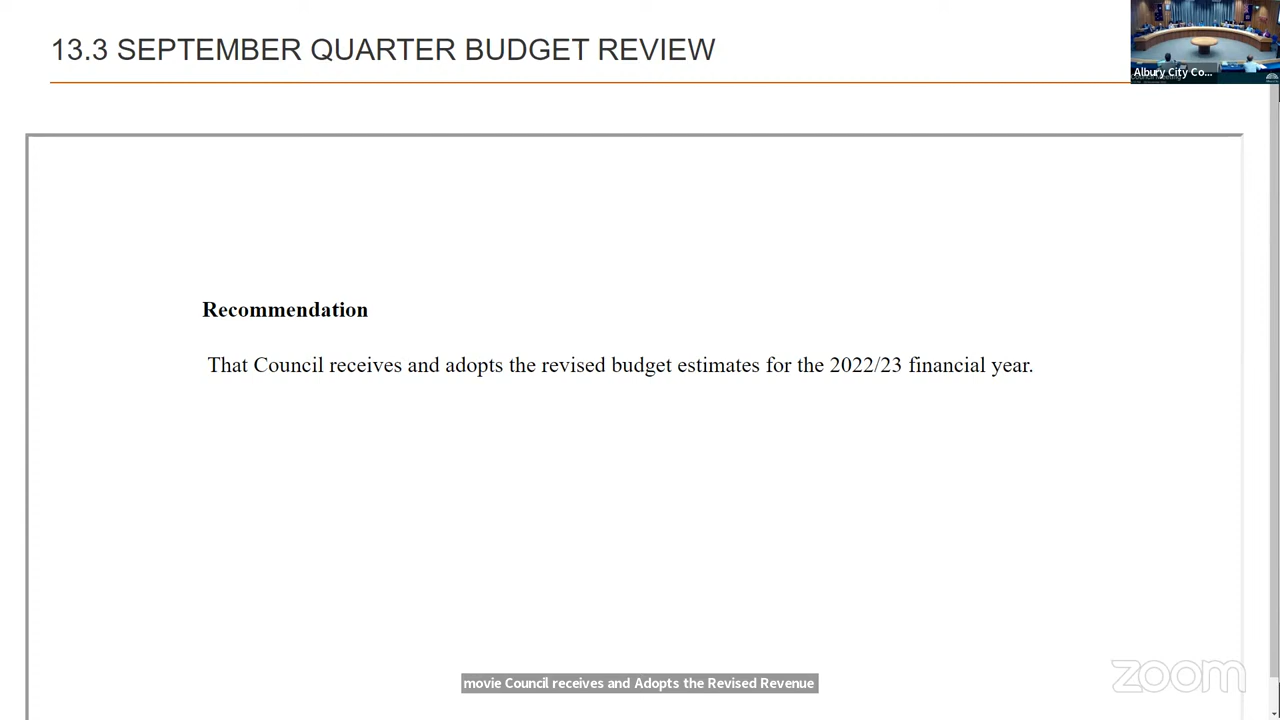 13.3 SEPTEMBER QUARTER BUDGET REVIEW
Albury City Co...
Recommendation
That Council receives and adopts the revised budget estimates for the 2022/23 financial year.
movie Council receives and Adopts the Revised Revenue
zoom